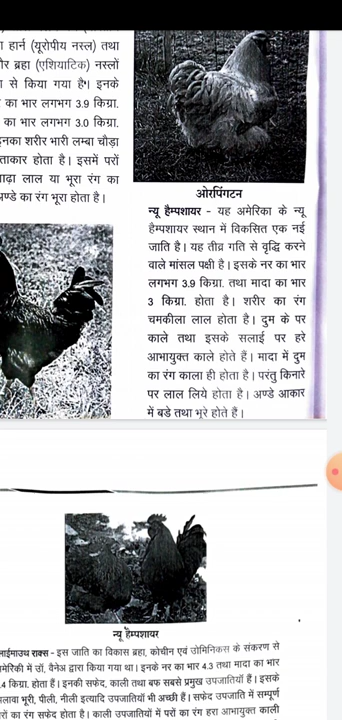 हार्न (यूरोपीय नस्ल) तथा
ब्रहा (एशियाटिक) नस्लों
से किया गया है। इनके
का भार लगभग 3.9 किग्रा.
का भार लगभग 3.0 किग्रा.
शरीर भारी लम्बा चौड़ा
होता है। इसमें परों
लाल या भूरा रंग का
अण्डे का रंग भूरा होता है।
ओरपिंगटन
न्यू हैम्पशायर - यह अमेरिका के न्यू
हैम्पशायर स्थान में विकसित एक नई
जाति है। यह तीव्र गति से वृद्धि करने
वाले मांसल पक्षी है। इसके नर का भार
लगभग 3.9 किग्रा. तथा मादा का भार
3 किग्रा. होता है। शरीर का रंग
चमकीला लाल होता है। दुम के पर
काले तथा इसके सलाई पर हरे
आभायुक्त काले होते हैं। मादा में दुम
का रंग काला ही होता है। परंतु किनारे
पर लाल लिये होता है। अण्डे आकार
में बडे तथा भूरे होते हैं।
न्यू हैम्पशायर
राक्स - इस जाति का विकास ब्रहा, कोचीन एवं डोमिनिकस के संकरण से
में डॉ. वैनेअ द्वारा किया गया था। इनके नर का भार 4.3 तथा मादा का भार
किग्रा. होता हैं। इनकी सफेद, काली तथा बफ सबसे प्रमुख उपजातियाँ हैं। इसके
भूरी, पीली, नीली इत्यादि उपजातियाँ भी अच्छी हैं। सफेद उपजाति में सम्पूर्ण
का रंग सफेद होता है। काली उपजातियों में परों का रंग हरा आभायुक्त काली